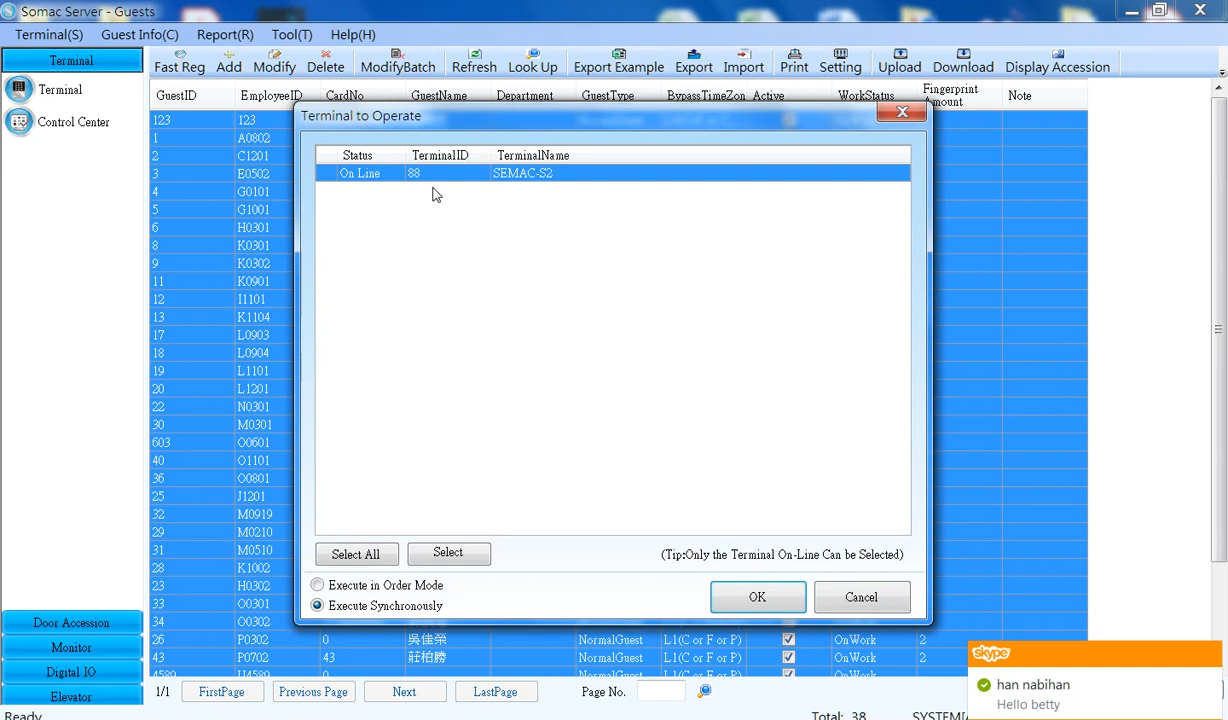 Somac Server - Guests
Terminal(S) Guest Info(C) Report(R) Tool(T) Help(H)
Terminal
Fast Reg Add Modify Delete ModifyBatch Refresh Look Up Export Example Export Import Print Setting Upload Download Display Accession
Terminal
Control Center
GuestID EmployeeID CardNo GuestName Department GuestType BypassTimeZon Active WorkStatus Fingerprint Amount Note
123 123
1 A0802
2 C1201
3 E0502
4 G0101
5 G1001
6 H0301
8 K0301
9 K0302
11 K0901
12 I1101
13 K1104
17 L0903
18 L0904
19 L1101
20 L1201
22 N0301
30 M0301
603 O0601
40 O1101
36 O0801
25 J1201
32 M0919
29 M0210
31 M0510
28 K1002
23 H0302
33 O0301
34 O0302
26 P0302 0 吳佳榮 NormalGuest L1(C or F or P) OnWork 2
43 P0702 43 莊柏勝 NormalGuest L1(C or F or P) OnWork 2
Terminal to Operate
Status TerminalID TerminalName
On Line 88 SEMAC-S2
Select All Select (Tip:Only the Terminal On-Line Can be Selected)
Execute in Order Mode
Execute Synchronously
OK Cancel
Door Accession
Monitor
Digital IO
Elevator
1/1 FirstPage Previous Page Next LastPage Page No.
Ready
Total: 38
skype
han nabihan
Hello betty